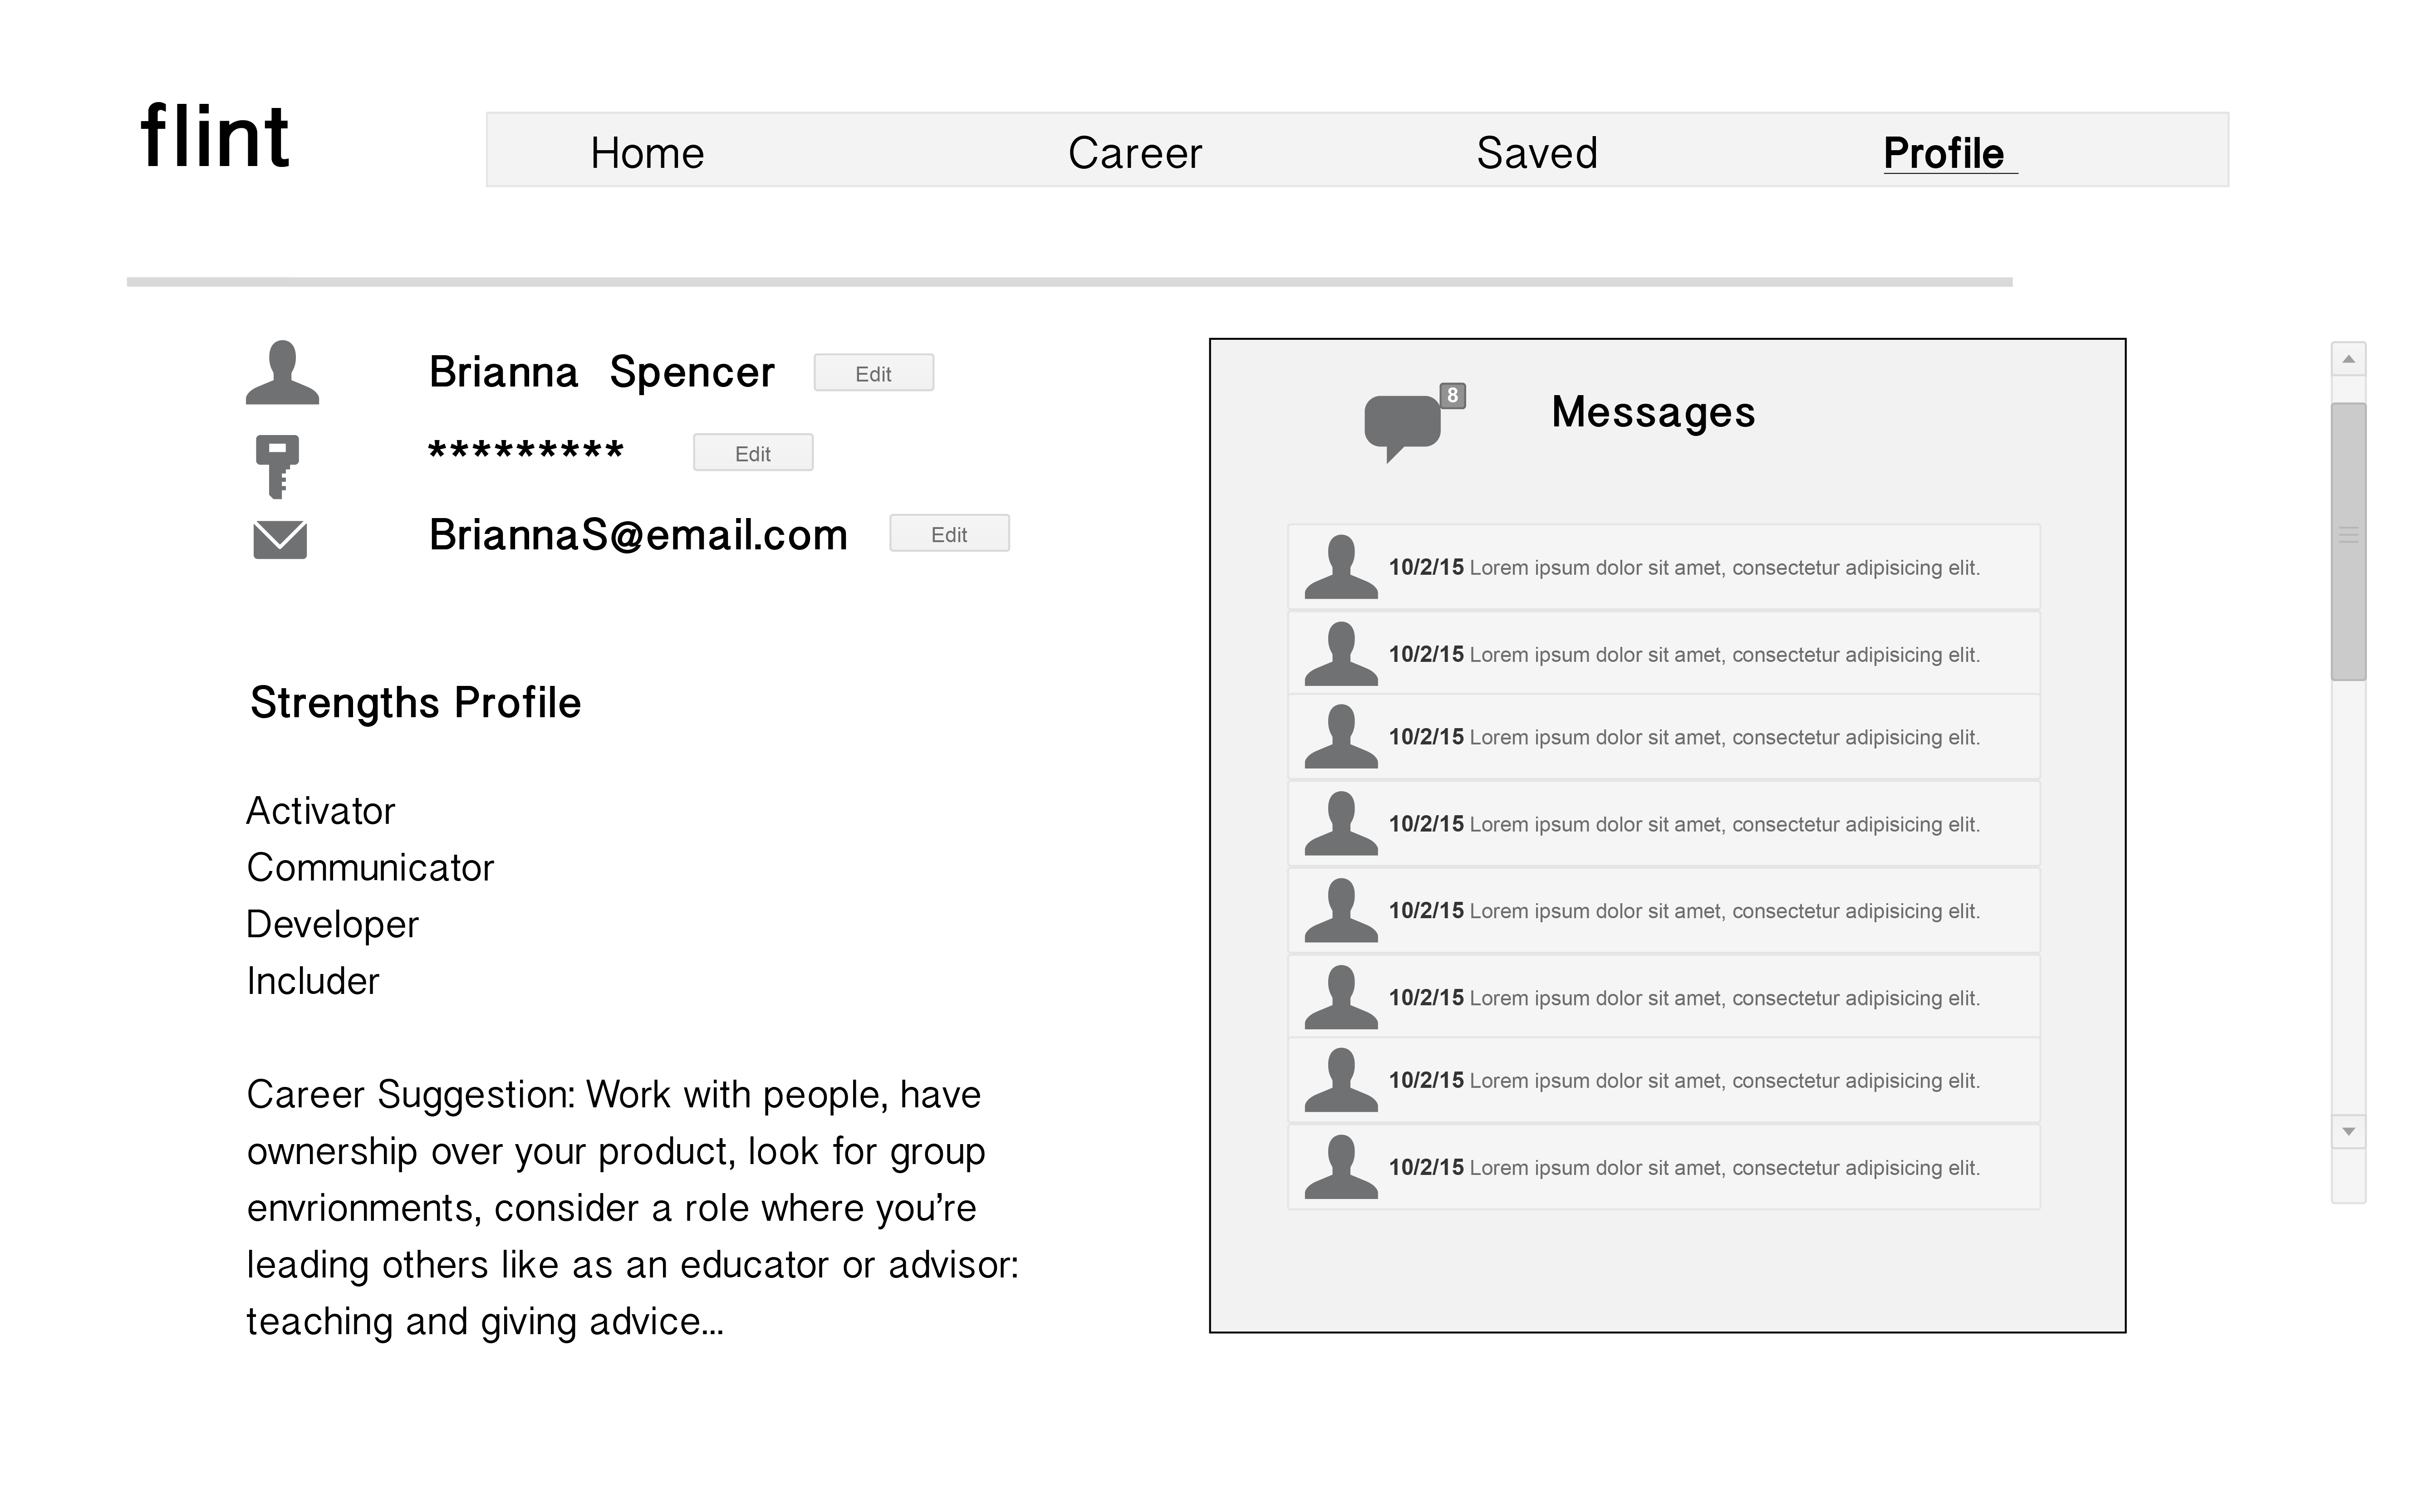 flint
Home Career Saved Profile
Brianna Spencer Edit
********* Edit
BriannaS@email.com Edit
Strengths Profile
Activator
Communicator
Developer
Includer
Career Suggestion: Work with people, have
ownership over your product, look for group
envrionments, consider a role where you’re
leading others like as an educator or advisor:
teaching and giving advice...
8
Messages
10/2/15 Lorem ipsum dolor sit amet, consectetur adipisicing elit.
10/2/15 Lorem ipsum dolor sit amet, consectetur adipisicing elit.
10/2/15 Lorem ipsum dolor sit amet, consectetur adipisicing elit.
10/2/15 Lorem ipsum dolor sit amet, consectetur adipisicing elit.
10/2/15 Lorem ipsum dolor sit amet, consectetur adipisicing elit.
10/2/15 Lorem ipsum dolor sit amet, consectetur adipisicing elit.
10/2/15 Lorem ipsum dolor sit amet, consectetur adipisicing elit.
10/2/15 Lorem ipsum dolor sit amet, consectetur adipisicing elit.